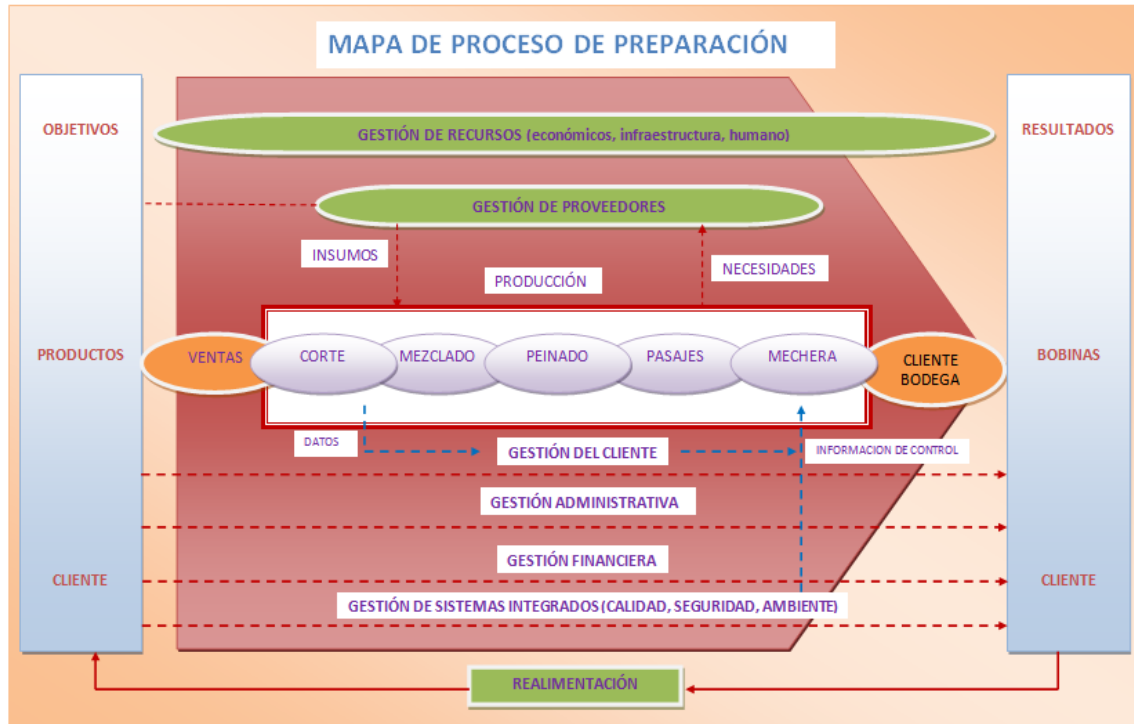 MAPA DE PROCESO DE PREPARACIÓN
OBJETIVOS
GESTIÓN DE RECURSOS (económicos, infraestructura, humano)
RESULTADOS
GESTIÓN DE PROVEEDORES
INSUMOS
NECESIDADES
PRODUCCIÓN
PRODUCTOS
VENTAS
CORTE
MEZCLADO
PEINADO
PASAJES
MECHERA
CLIENTE
BODEGA
BOBINAS
DATOS
GESTIÓN DEL CLIENTE
INFORMACION DE CONTROL
GESTIÓN ADMINISTRATIVA
GESTIÓN FINANCIERA
CLIENTE
CLIENTE
GESTIÓN DE SISTEMAS INTEGRADOS (CALIDAD, SEGURIDAD, AMBIENTE)
REALIMENTACIÓN